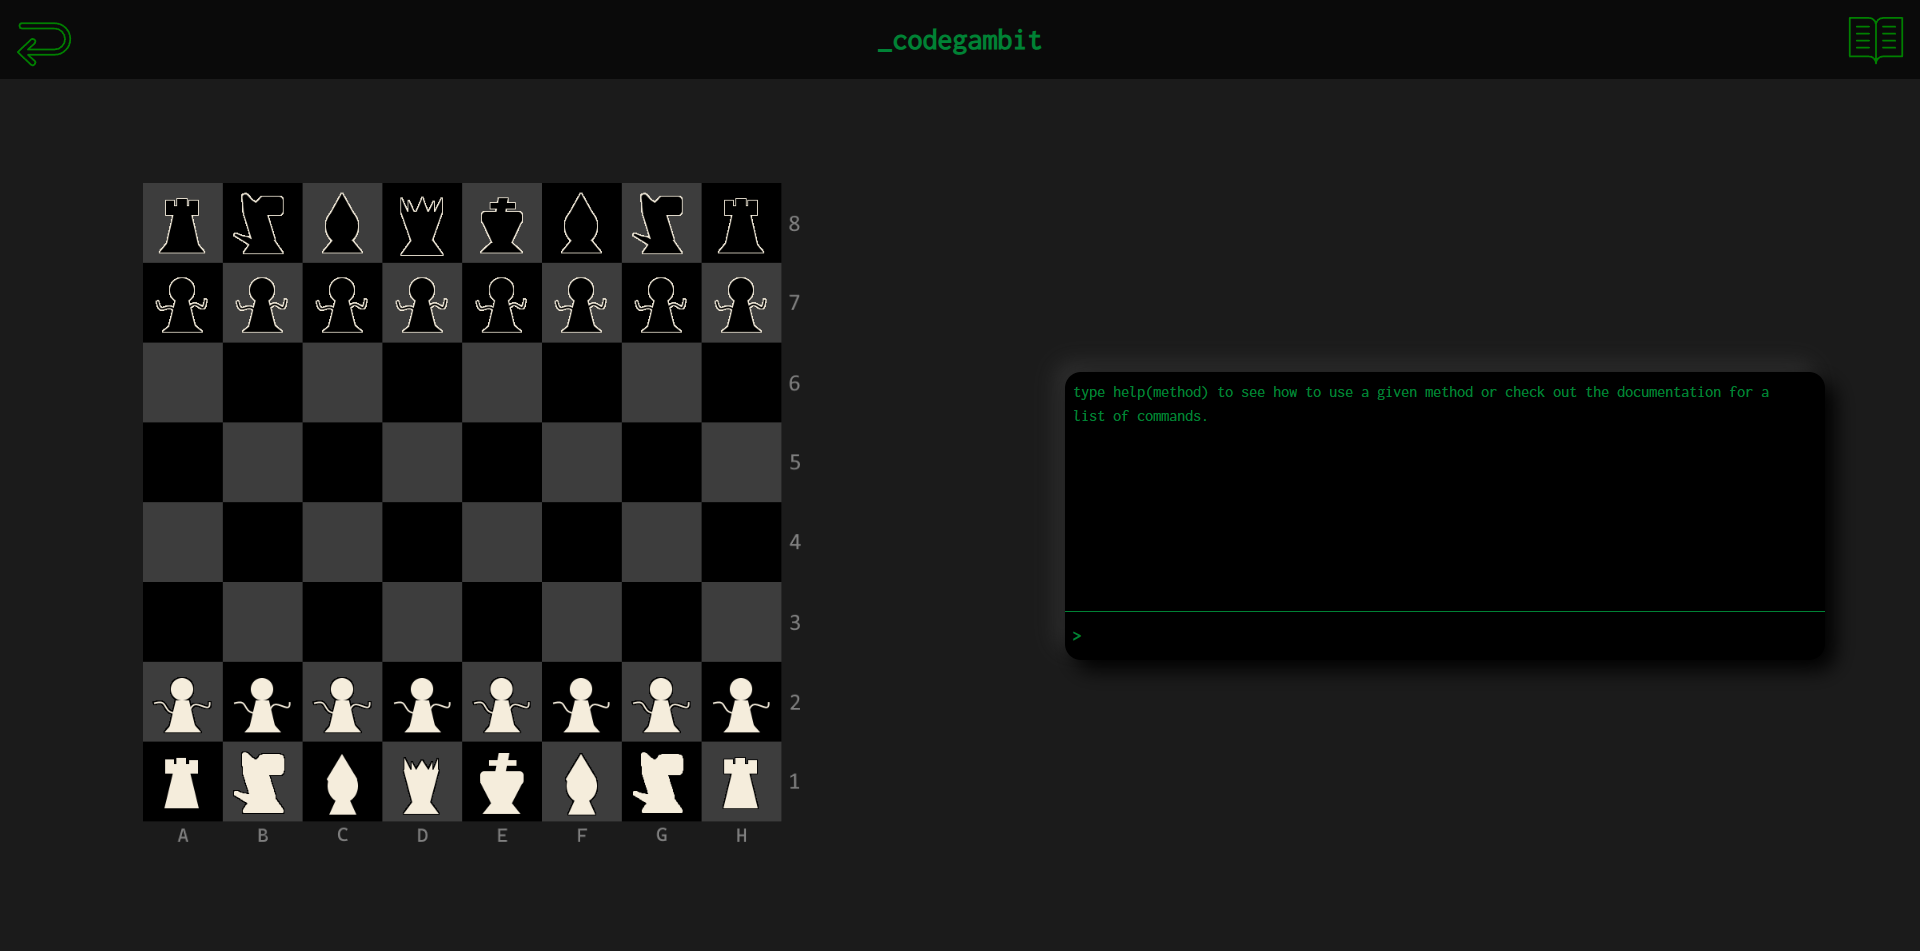 _codegambit
8
7
6
5
4
3
2
1
A B C D E F G H
type help(method) to see how to use a given method or check out the documentation for a
list of commands.
>